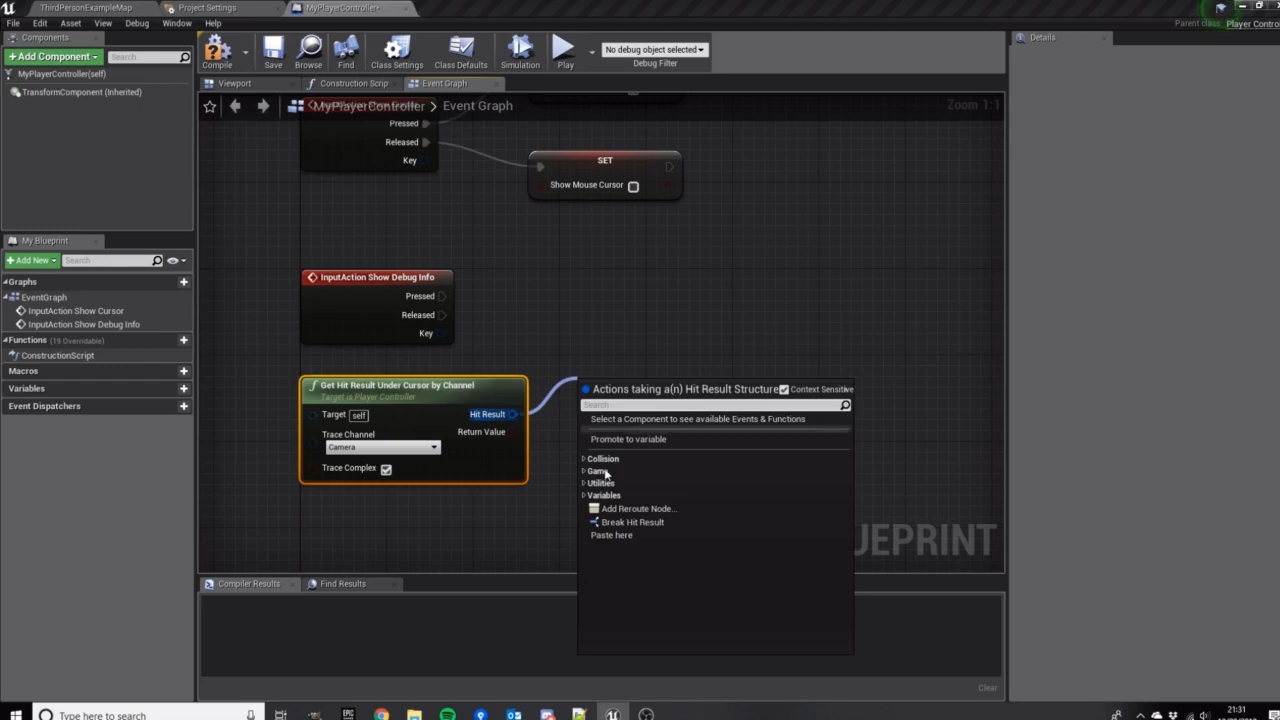 ThirdPersonExampleMap
Project Settings
MyPlayerController*
File Edit Asset View Debug Window Help
Parent class: Player Contro
Components
Details
+Add Component
Search
MyPlayerController(self)
TransformComponent (Inherited)
Compile
Save
Browse
Find
Class Settings
Class Defaults
Simulation
Play
No debug object selected
Debug Filter
Viewport
Construction Scrip
Event Graph
MyPlayerController > Event Graph
Zoom 1:1
Pressed
Released
Key
SET
Show Mouse Cursor
My Blueprint
+Add New
Search
Graphs
EventGraph
InputAction Show Cursor
InputAction Show Debug Info
Functions (19 Overridable)
ConstructionScript
Macros
Variables
Event Dispatchers
InputAction Show Debug Info
Pressed
Released
Key
Get Hit Result Under Cursor by Channel
Target is Player Controller
Target self
Hit Result
Return Value
Trace Channel
Camera
Trace Complex
Actions taking a(n) Hit Result Structure
Context Sensitive
Search
Select a Component to see available Events & Functions
Promote to variable
Collision
Game
Utilities
Variables
Add Reroute Node...
Break Hit Result
Paste here
UEPRINT
Compiler Results
Find Results
Clear
Type here to search
21:31